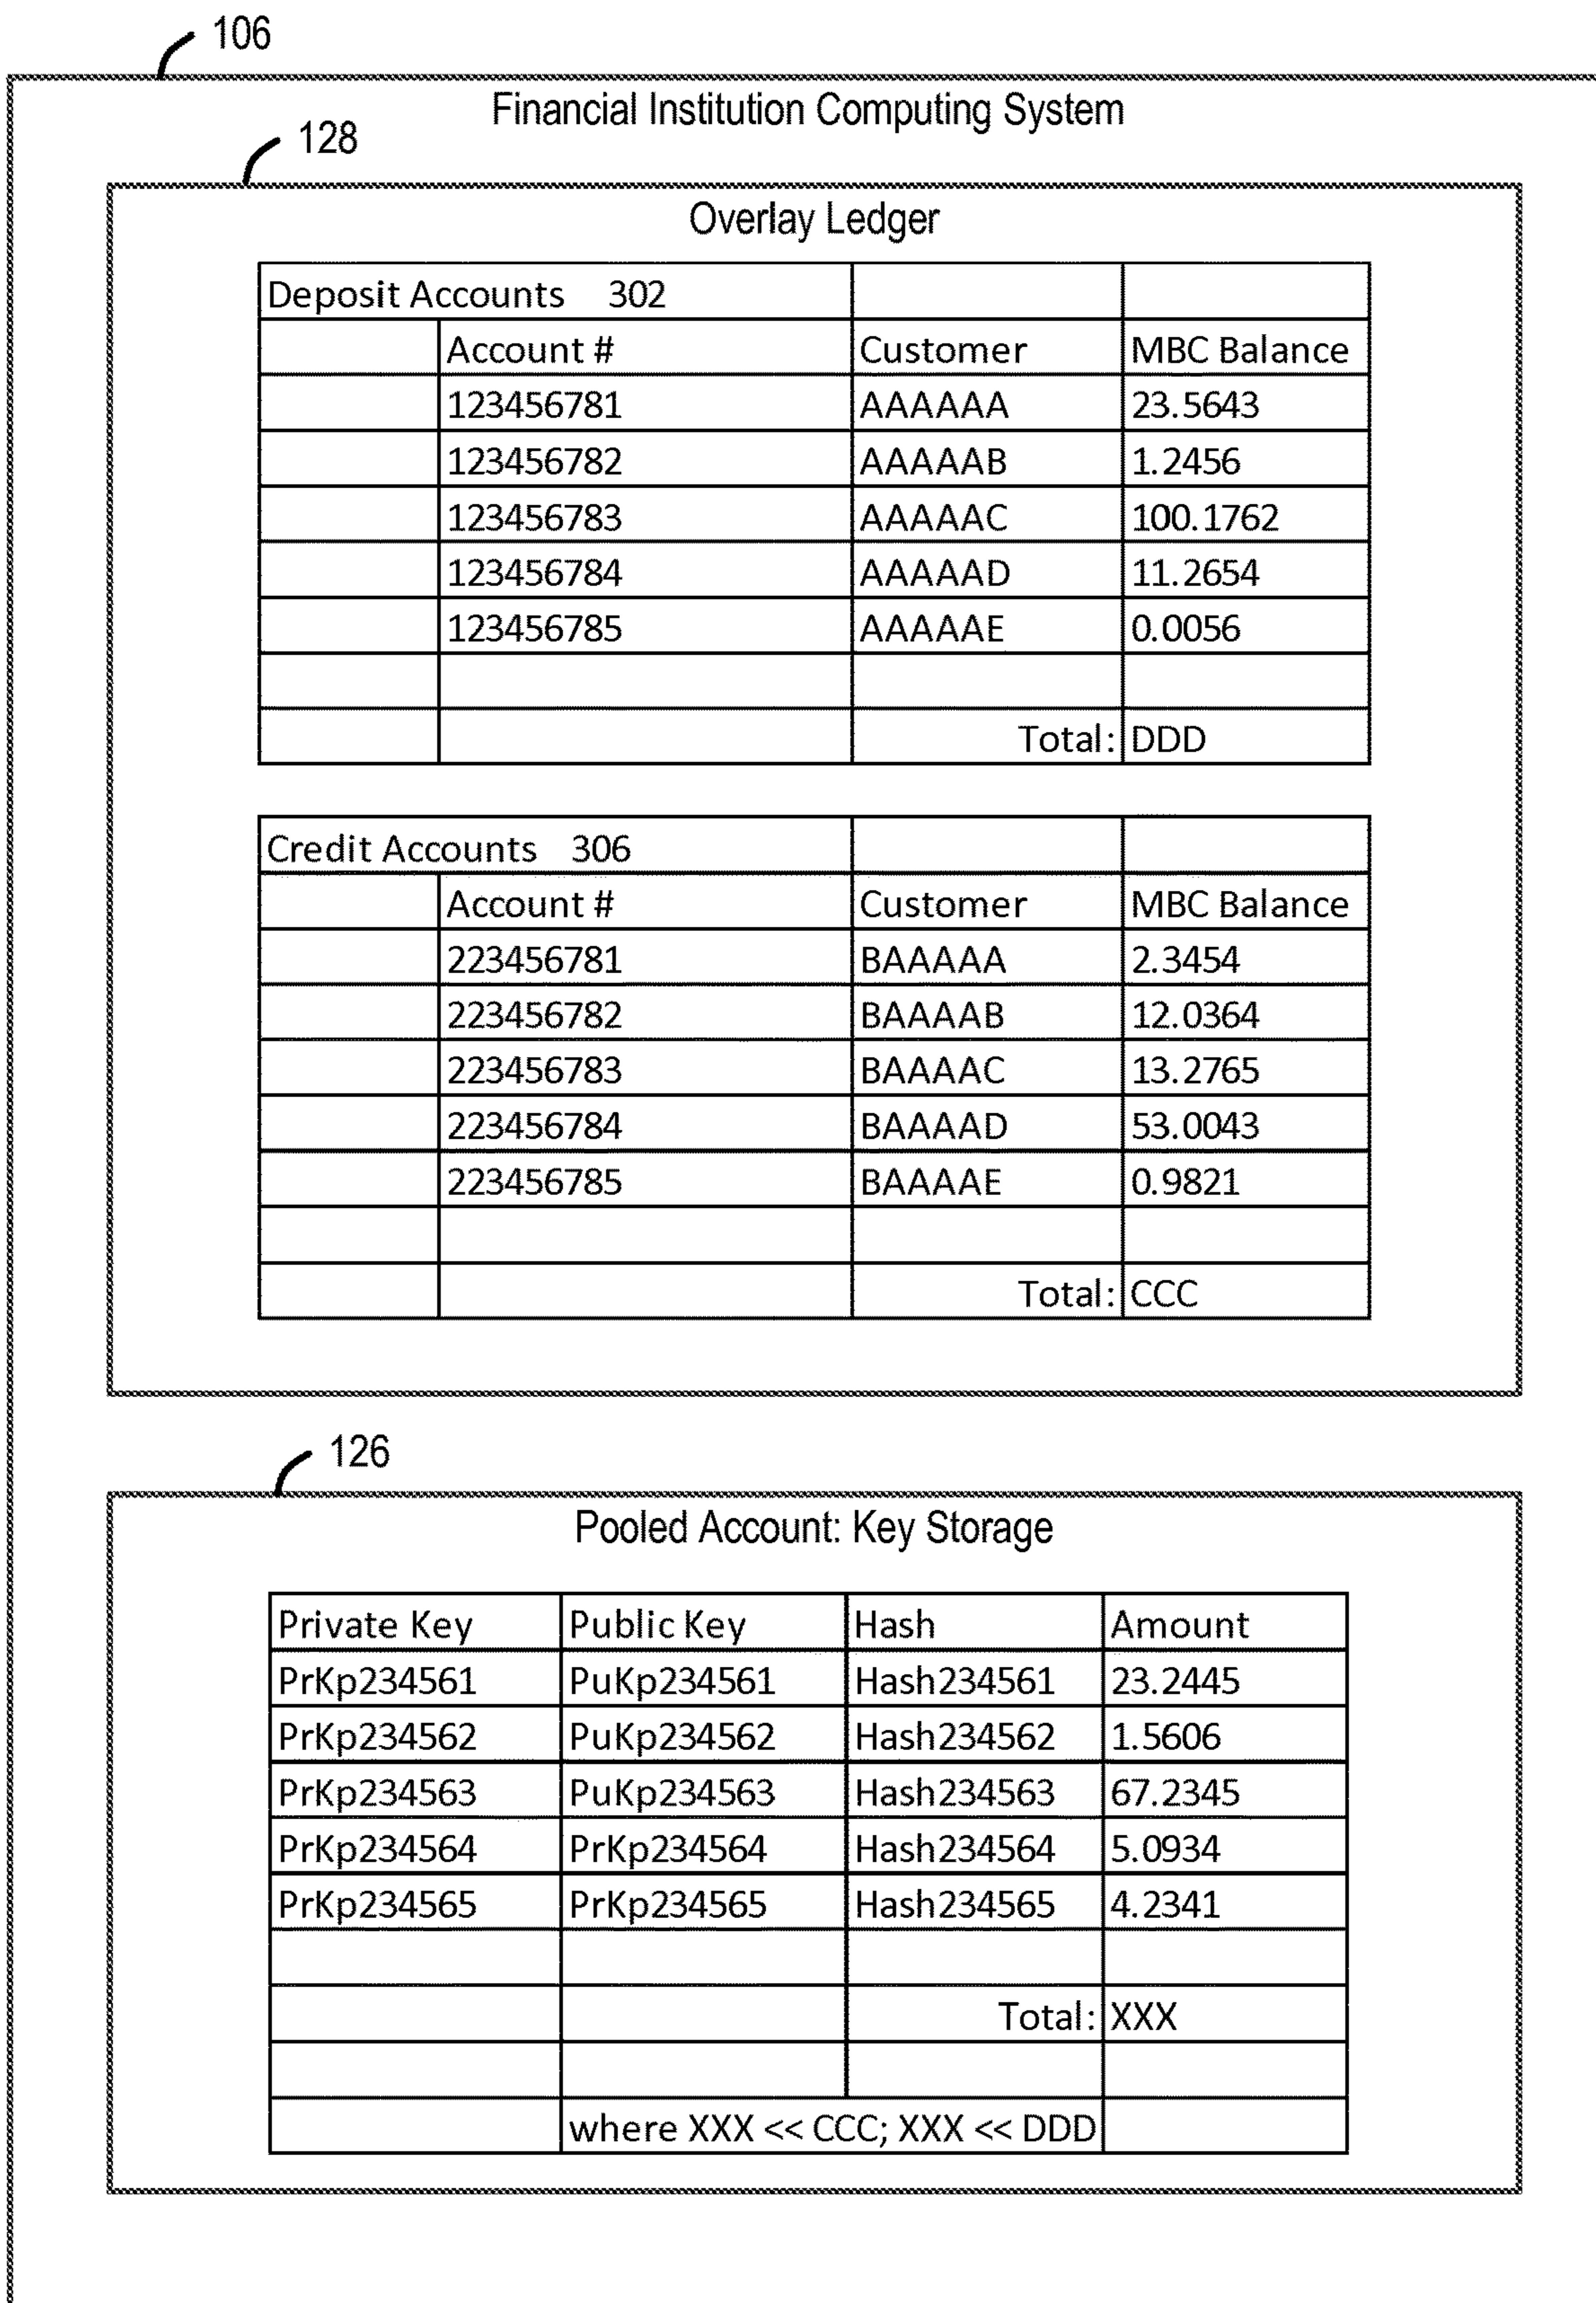 106
Financial Institution Computing System
128
Overlay Ledger
Deposit Accounts 302
Account # Customer MBC Balance
123456781 AAAAAA 23.5643
123456782 AAAAAB 1.2456
123456783 AAAAAC 100.1762
123456784 AAAAAD 11.2654
123456785 AAAAAE 0.0056
Total: DDD
Credit Accounts 306
Account # Customer MBC Balance
223456781 BAAAAA 2.3454
223456782 BAAAAB 12.0364
223456783 BAAAAC 13.2765
223456784 BAAAAD 53.0043
223456785 BAAAAE 0.9821
Total: CCC
126
Pooled Account: Key Storage
Private Key Public Key Hash Amount
PrKp234561 PuKp234561 Hash234561 23.2445
PrKp234562 PuKp234562 Hash234562 1.5606
PrKp234563 PuKp234563 Hash234563 67.2345
PrKp234564 PrKp234564 Hash234564 5.0934
PrKp234565 PrKp234565 Hash234565 4.2341
Total: XXX
where XXX << CCC; XXX << DDD